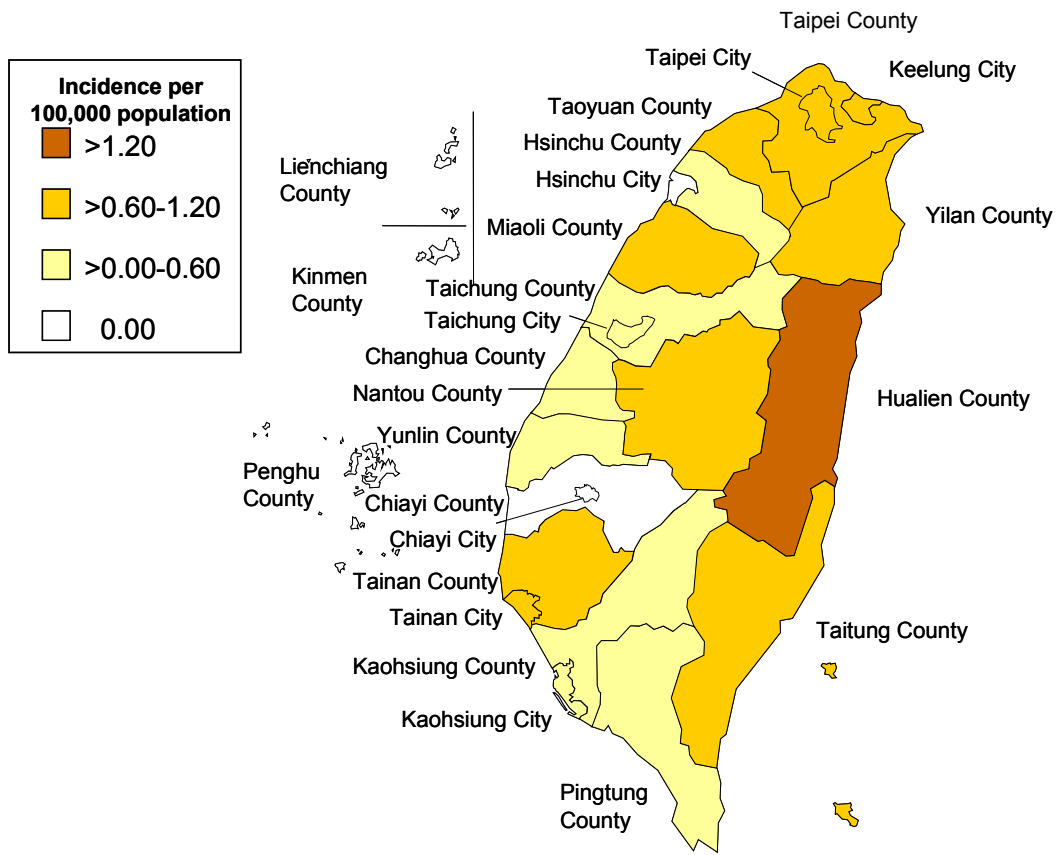 Taipei County
Taipei City
Keelung City
Incidence per
100,000 population
>1.20
>0.60-1.20
>0.00-0.60
0.00
Taoyuan County
Hsinchu County
Hsinchu City
Lienchiang
County
Miaoli County
Yilan County
Kinmen
County
Taichung County
Taichung City
Changhua County
Nantou County
Hualien County
Yunlin County
Penghu
County
Chiayi County
Chiayi City
Tainan County
Tainan City
Taitung County
Kaohsiung County
Kaohsiung City
Pingtung
County